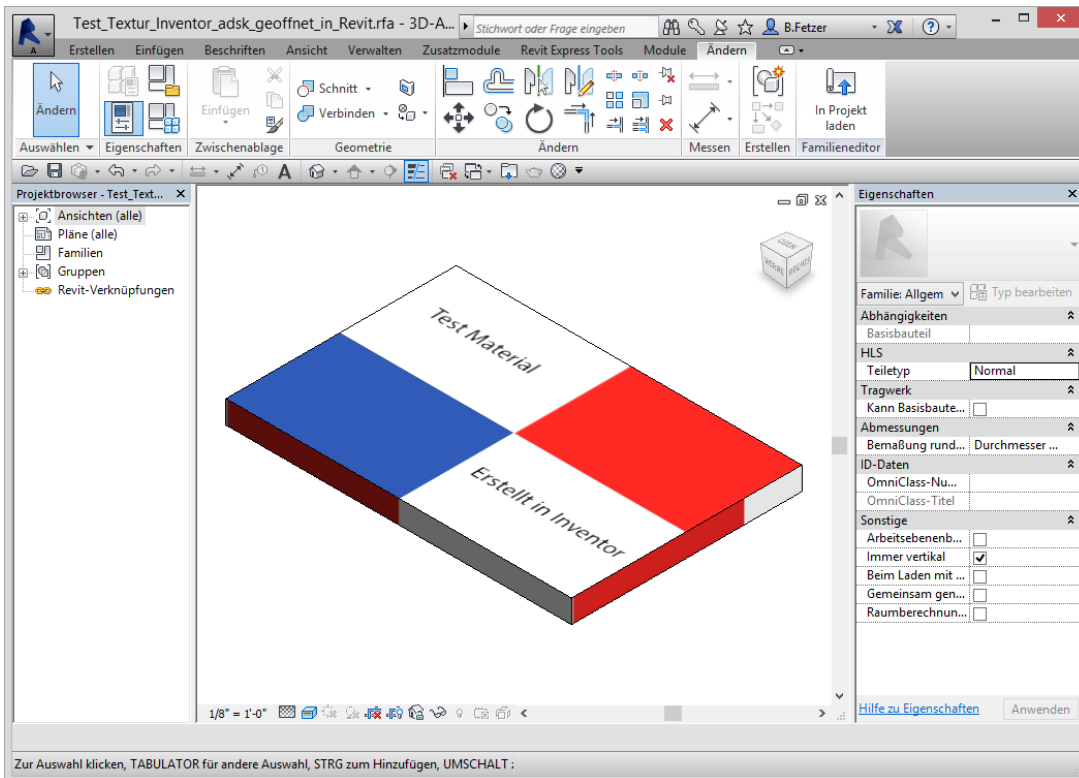 Test_Textur_Inventor_adsk_geoffnet_in_Revit.rfa - 3D-A...
Stichwort oder Frage eingeben
B.Fetzer
A
Erstellen Einfügen Beschriften Ansicht Verwalten Zusatzmodule Revit Express Tools Module Ändern
Ändern
Einfügen
Schnitt
Verbinden
In Projekt
laden
Auswählen Eigenschaften Zwischenablage Geometrie Ändern Messen Erstellen Familieneditor
A
Projektbrowser - Test_Text...
Ansichten (alle)
Pläne (alle)
Familien
Gruppen
Revit-Verknüpfungen
VORNE RECHTS
Test Material
Erstellt in Inventor
1/8" = 1'-0"
Eigenschaften
Familie: Allgem
Typ bearbeiten
Abhängigkeiten
Basisbauteil
HLS
Teiletyp Normal
Tragwerk
Kann Basisbaute...
Abmessungen
Bemaßung rund... Durchmesser ...
ID-Daten
OmniClass-Nu...
OmniClass-Titel
Sonstige
Arbeitsebenenb...
Immer vertikal
Beim Laden mit ...
Gemeinsam gen...
Raumberechnun...
Hilfe zu Eigenschaften
Anwenden
Zur Auswahl klicken, TABULATOR für andere Auswahl, STRG zum Hinzufügen, UMSCHALT :